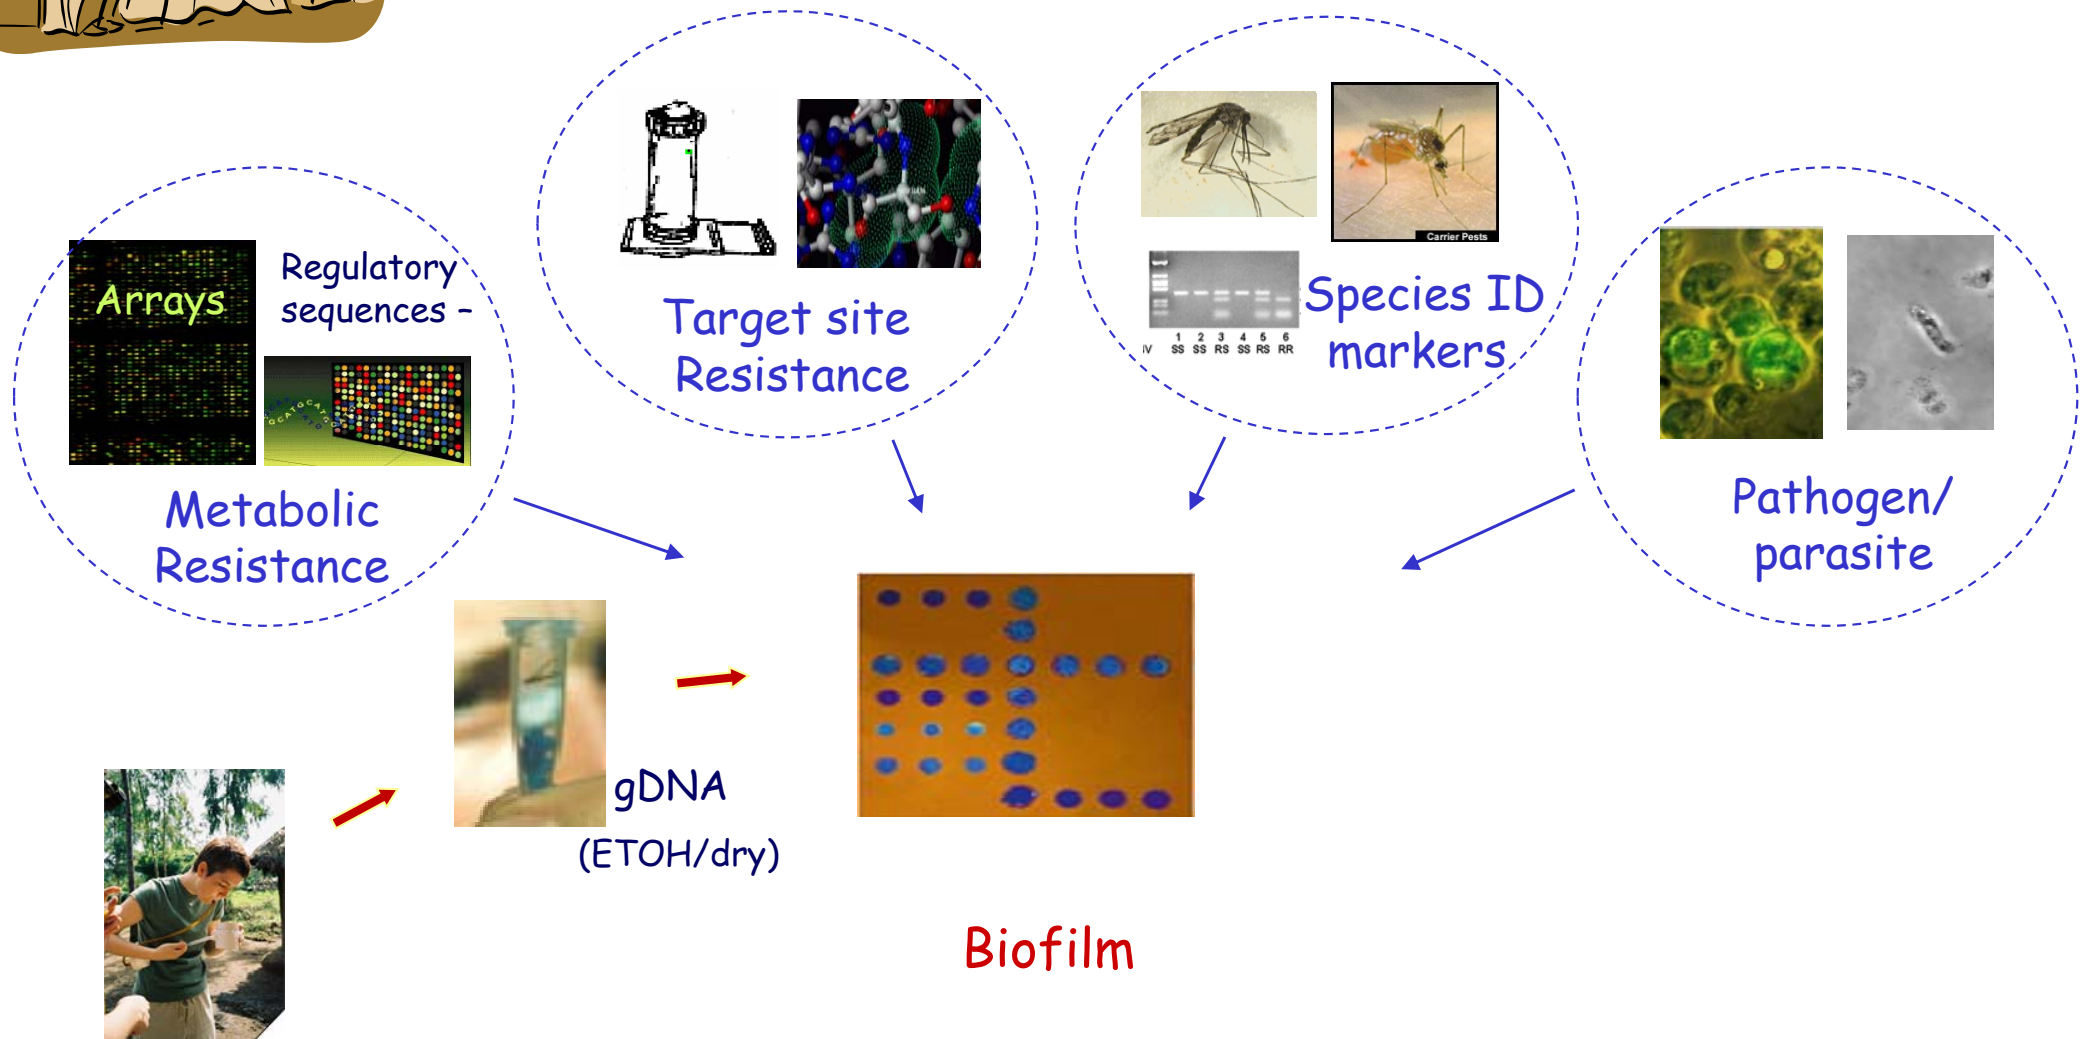 Arrays
Regulatory
sequences –
Metabolic
Resistance
Target site
Resistance
Carrier Pests
1 2 3 4 5 6
IV SS SS RS SS RS RR
Species ID
markers
Pathogen/
parasite
gDNA
(ETOH/dry)
Biofilm